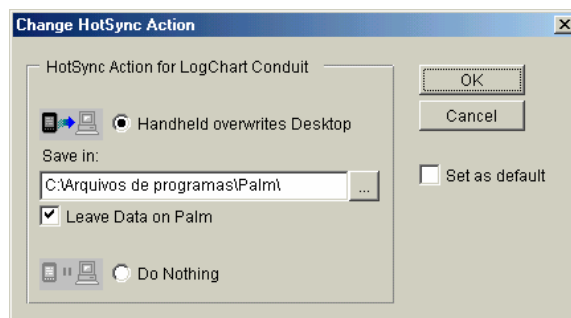 Change HotSync Action
HotSync Action for LogChart Conduit
Handheld overwrites Desktop
Save in:
C:\Arquivos de programas\Palm\
...
Leave Data on Palm
Do Nothing
OK
Cancel
Set as default